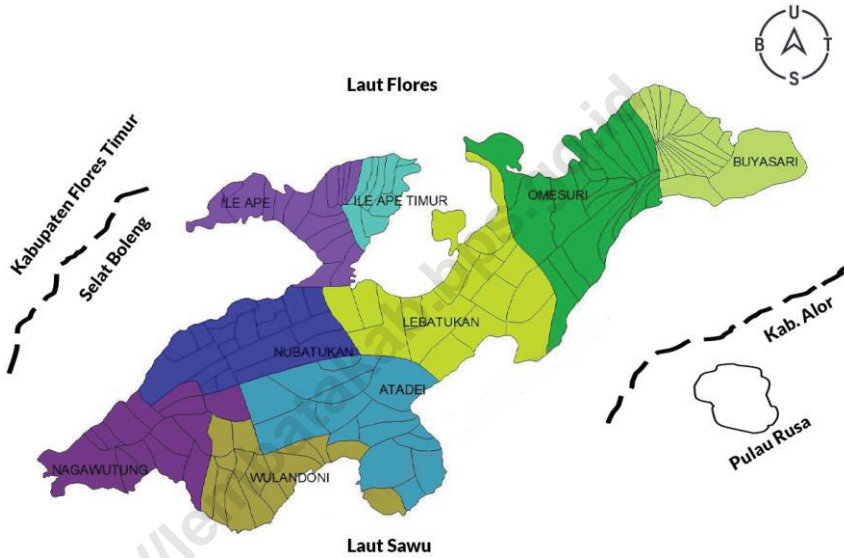 U
B T
S
Laut Flores
Kabupaten Flores Timur
Selat Boleng
BUYASARI
ILE APE
ILE APE TIMUR
OMESURI
LEBATUKAN
Kab. Alor
NUBATUKAN
ATADEI
Pulau Rusa
NAGAWUTUNG
WULANDONI
Laut Sawu